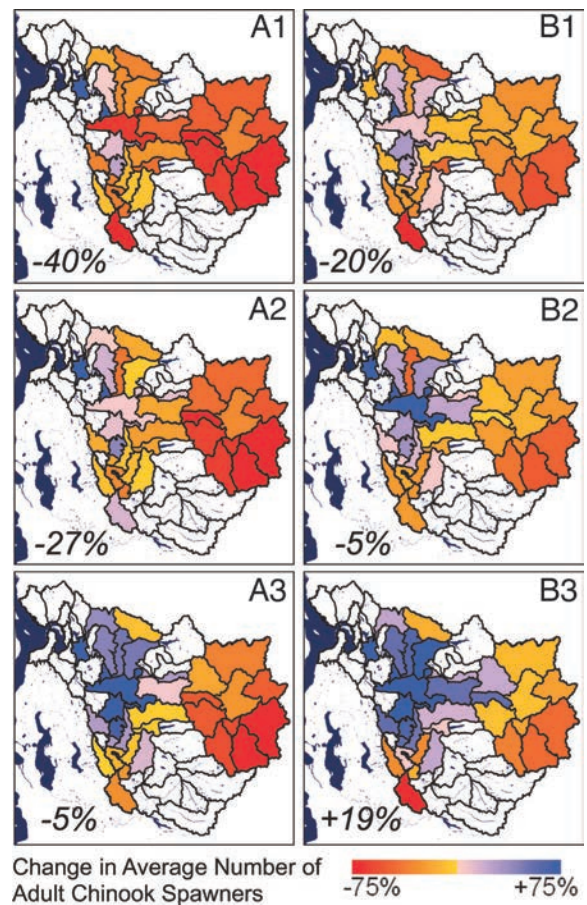 A1
-40%
B1
-20%
A2
-27%
B2
-5%
A3
-5%
B3
+19%
Change in Average Number of
Adult Chinook Spawners
-75%
+75%